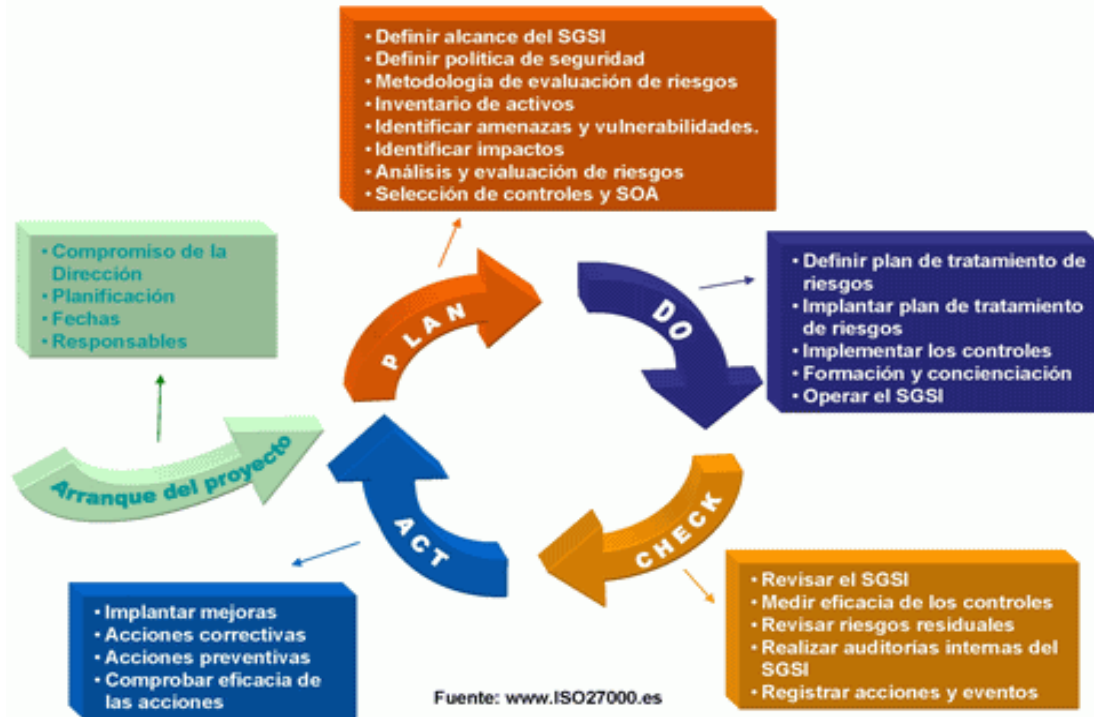 • Definir alcance del SGSI
• Definir política de seguridad
• Metodología de evaluación de riesgos
• Inventario de activos
• Identificar amenazas y vulnerabilidades.
• Identificar impactos
• Análisis y evaluación de riesgos
• Selección de controles y SOA
• Compromiso de la
Dirección
• Planificación
• Fechas
• Responsables
• Definir plan de tratamiento de
riesgos
• Implantar plan de tratamiento
de riesgos
• Implementar los controles
• Formación y concienciación
• Operar el SGSI
PLAN
DO
Arranque del proyecto
ACT
CHECK
• Implantar mejoras
• Acciones correctivas
• Acciones preventivas
• Comprobar eficacia de
las acciones
• Revisar el SGSI
• Medir eficacia de los controles
• Revisar riesgos residuales
• Realizar auditorías internas del
SGSI
• Registrar acciones y eventos
Fuente: www.ISO27000.es